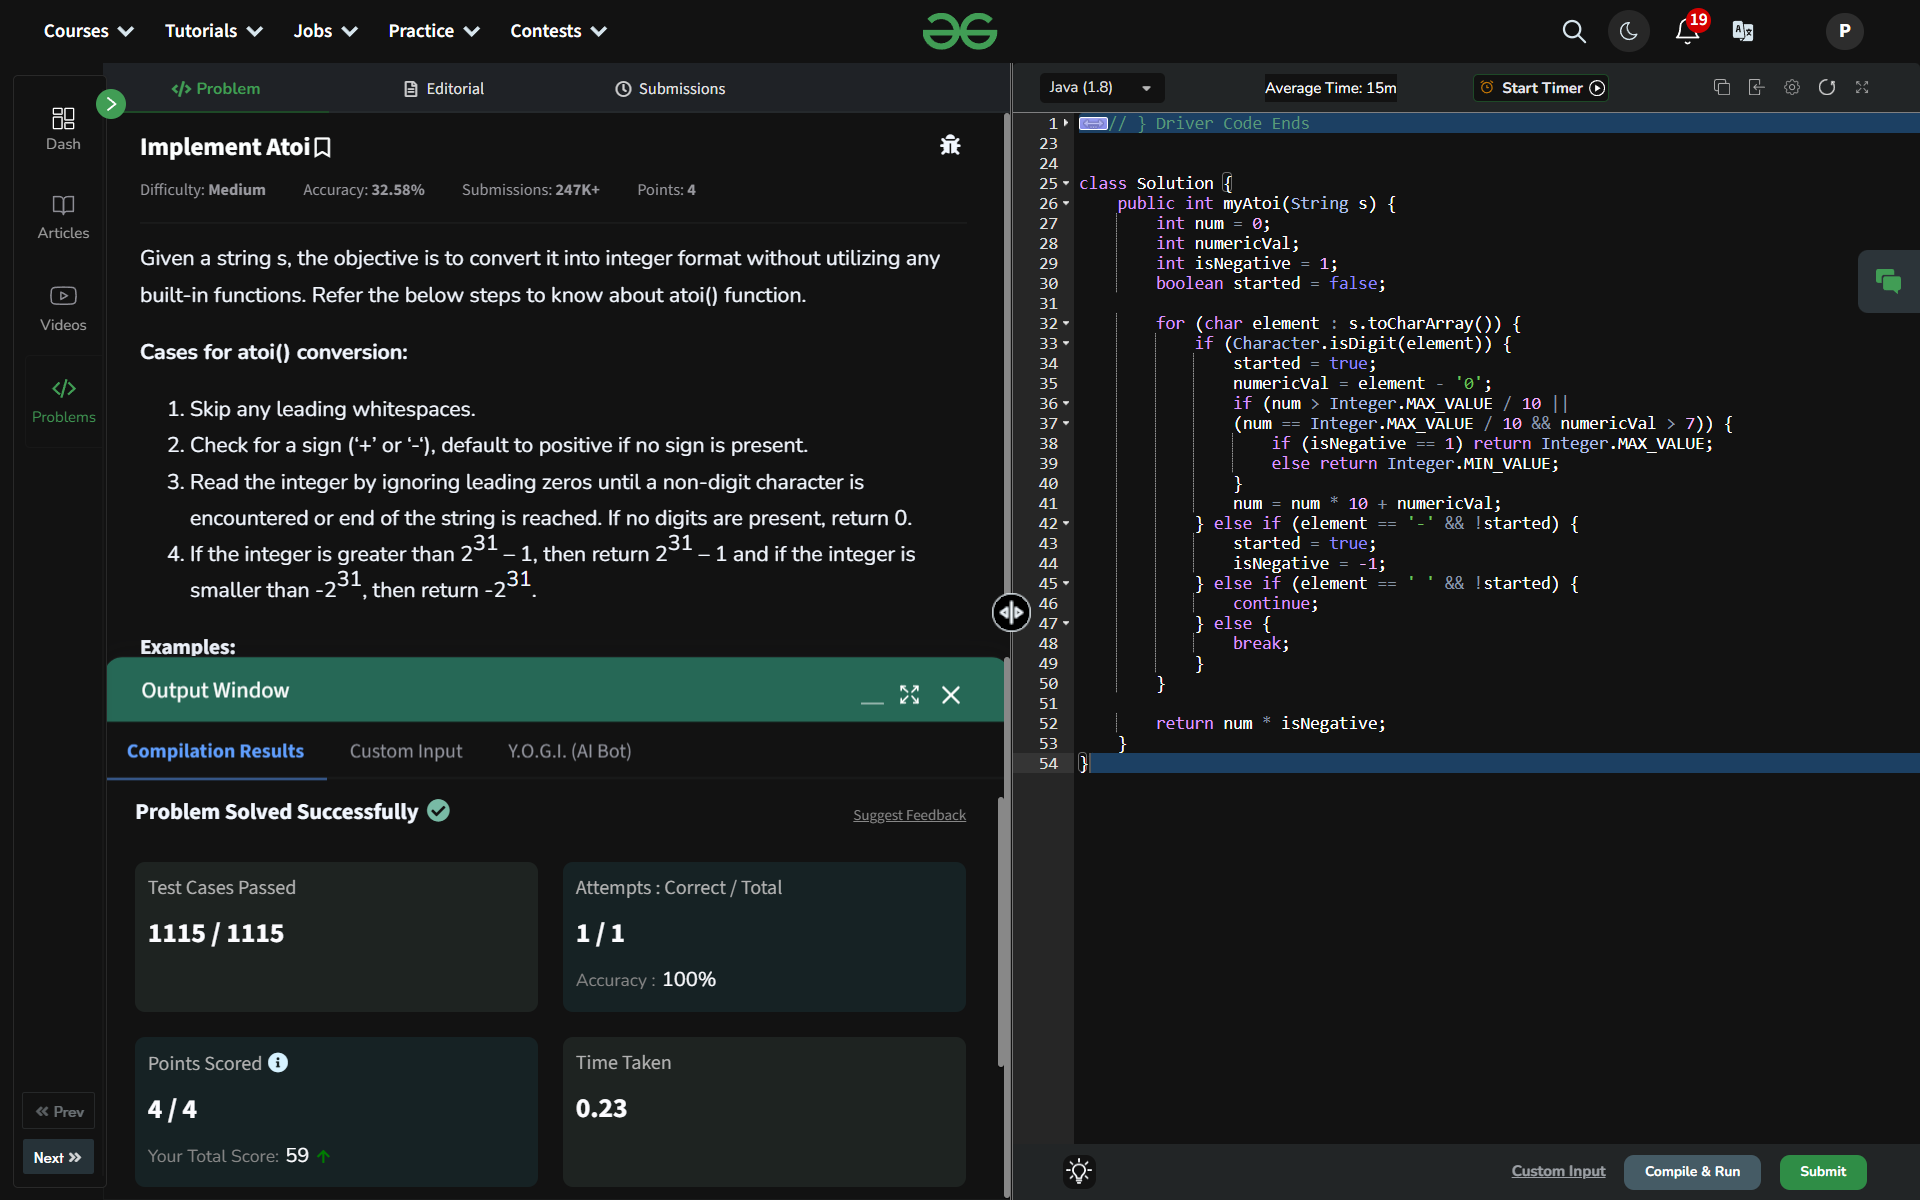 Courses Tutorials Jobs Practice Contests 19 P
Dash
Articles
Videos
Problems
Prev
Next
Problem Editorial Submissions
Implement Atoi
Difficulty: Medium Accuracy: 32.58% Submissions: 247K+ Points: 4
Given a string s, the objective is to convert it into integer format without utilizing any
built-in functions. Refer the below steps to know about atoi() function.
Cases for atoi() conversion:
1. Skip any leading whitespaces.
2. Check for a sign (‘+’ or ‘-‘), default to positive if no sign is present.
3. Read the integer by ignoring leading zeros until a non-digit character is
encountered or end of the string is reached. If no digits are present, return 0.
4. If the integer is greater than 2^31 – 1, then return 2^31 – 1 and if the integer is
smaller than -2^31, then return -2^31.
Examples:
Output Window
Compilation Results Custom Input Y.O.G.I. (AI Bot)
Problem Solved Successfully
Suggest Feedback
Test Cases Passed
1115 / 1115
Attempts : Correct / Total
1 / 1
Accuracy : 100%
Points Scored
4 / 4
Your Total Score: 59
Time Taken
0.23
Java (1.8) Average Time: 15m Start Timer
1 // } Driver Code Ends
23
24
25 class Solution {
26 public int myAtoi(String s) {
27 int num = 0;
28 int numericVal;
29 int isNegative = 1;
30 boolean started = false;
31
32 for (char element : s.toCharArray()) {
33 if (Character.isDigit(element)) {
34 started = true;
35 numericVal = element - '0';
36 if (num > Integer.MAX_VALUE / 10 ||
37 (num == Integer.MAX_VALUE / 10 && numericVal > 7)) {
38 if (isNegative == 1) return Integer.MAX_VALUE;
39 else return Integer.MIN_VALUE;
40 }
41 num = num * 10 + numericVal;
42 } else if (element == '-' && !started) {
43 started = true;
44 isNegative = -1;
45 } else if (element == ' ' && !started) {
46 continue;
47 } else {
48 break;
49 }
50 }
51
52 return num * isNegative;
53 }
54 }
Custom Input Compile & Run Submit